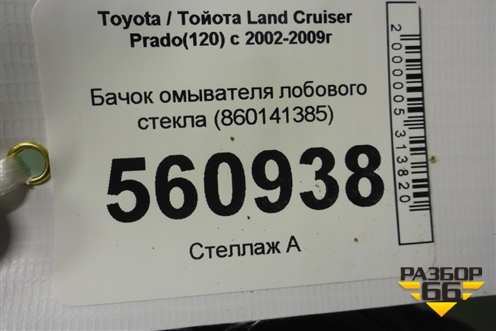 Toyota / Тойота Land Cruiser
Prado(120) с 2002-2009г
Бачок омывателя лобового
стекла (860141385)
560938
Стеллаж А
2000005313820
РАЗБОР
66